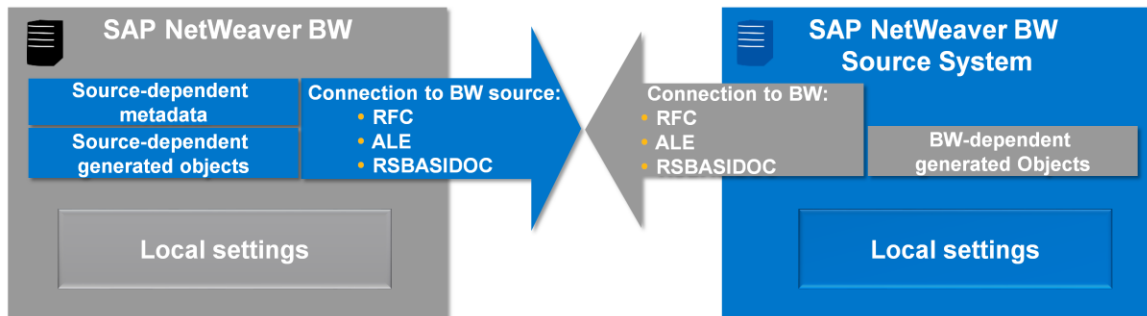 SAP NetWeaver BW
Source-dependent
metadata
Source-dependent
generated objects
Connection to BW source:
• RFC
• ALE
• RSBASIDOC
Local settings
SAP NetWeaver BW
Source System
Connection to BW:
• RFC
• ALE
• RSBASIDOC
BW-dependent
generated Objects
Local settings